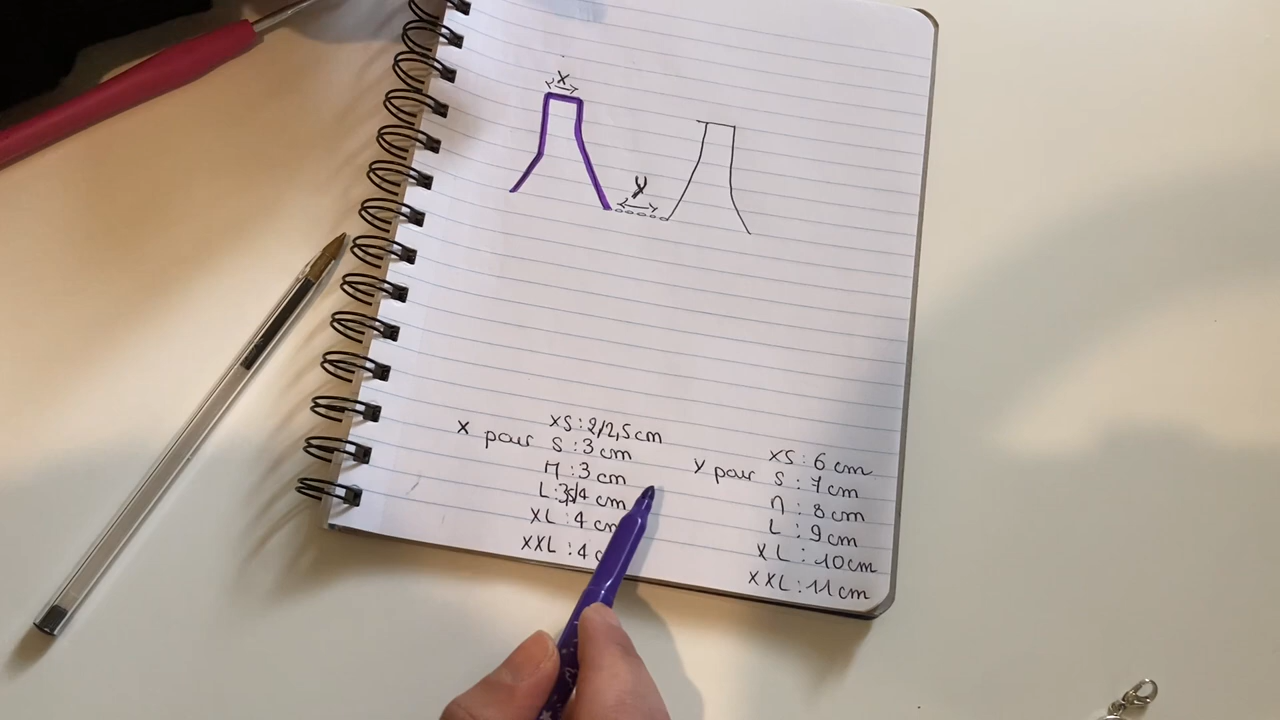 X
Y
X pour XS : 2/2,5 cm
S : 3 cm
M : 3 cm
L : 3,5/4 cm
XL : 4 cm
XXL : 4 c
Y pour XS : 6 cm
S : 7 cm
M : 8 cm
L : 9 cm
XL : 10 cm
XXL : 11 cm